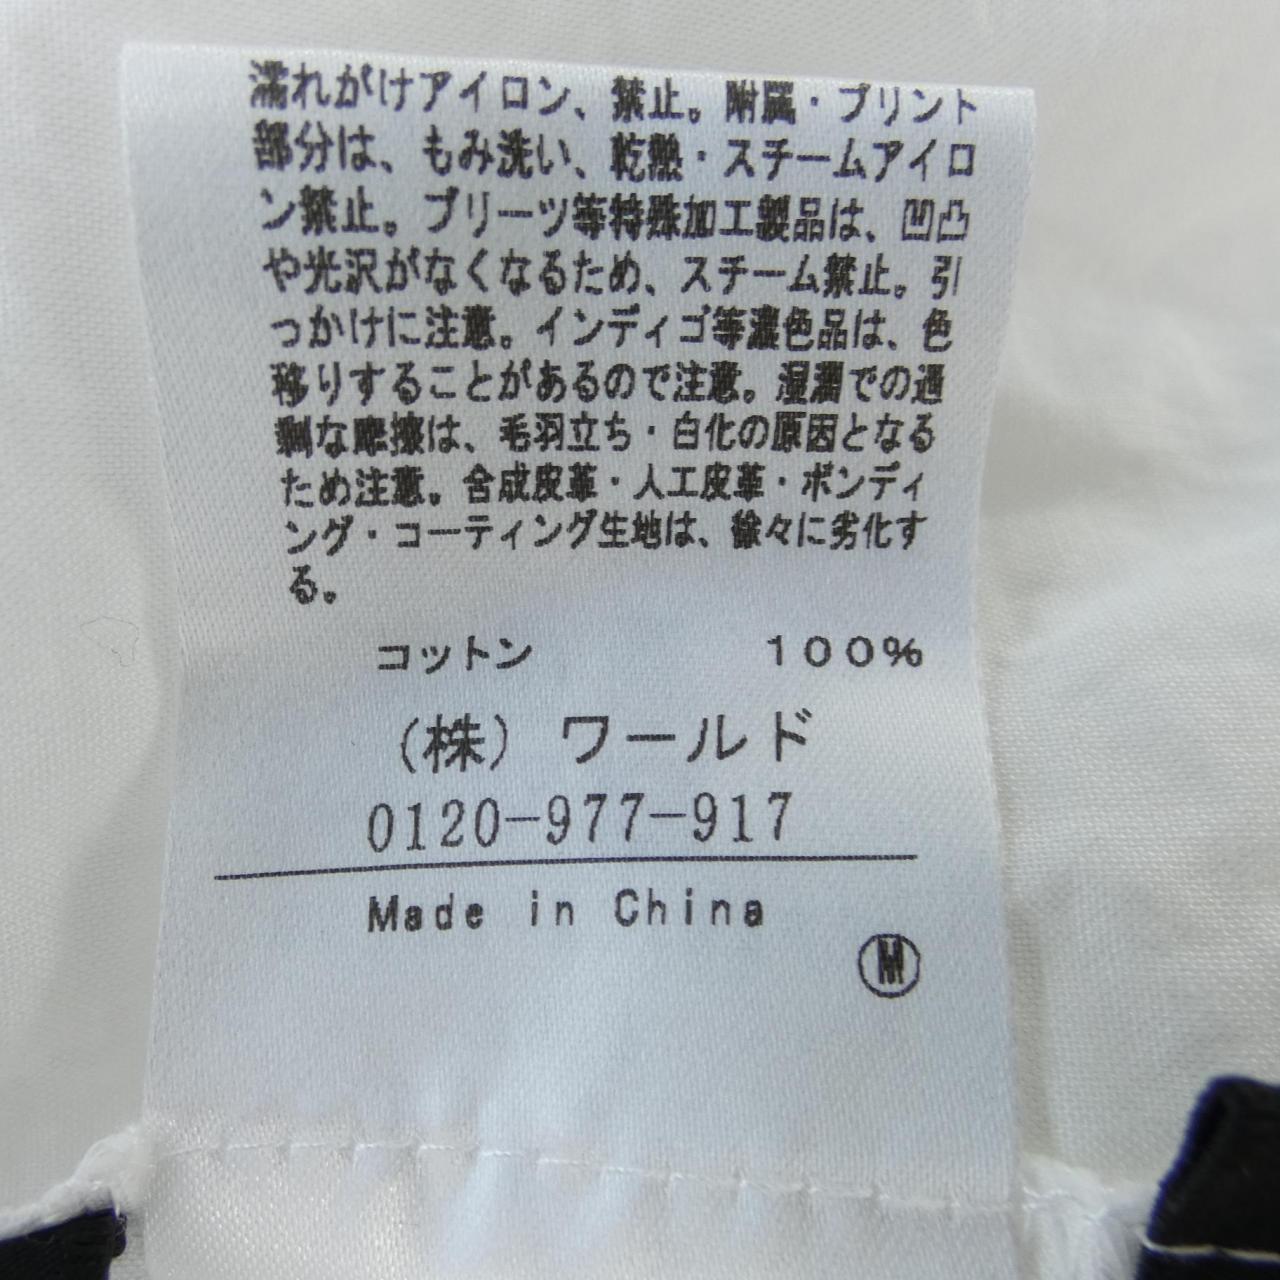 濡れがけアイロン、禁止。附属・プリント
部分は、もみ洗い、乾熱・スチームアイロ
ン禁止。プリーツ等特殊加工製品は、凹凸
や光沢がなくなるため、スチーム禁止。引
っかけに注意。インディゴ等濃色品は、色
移りすることがあるので注意。湿潤での過
剰な摩擦は、毛羽立ち・白化の原因となる
ため注意。合成皮革・人工皮革・ボンディ
ング・コーティング生地は、徐々に劣化す
る。
コットン 100%
(株) ワールド
0120-977-917
Made in China
M